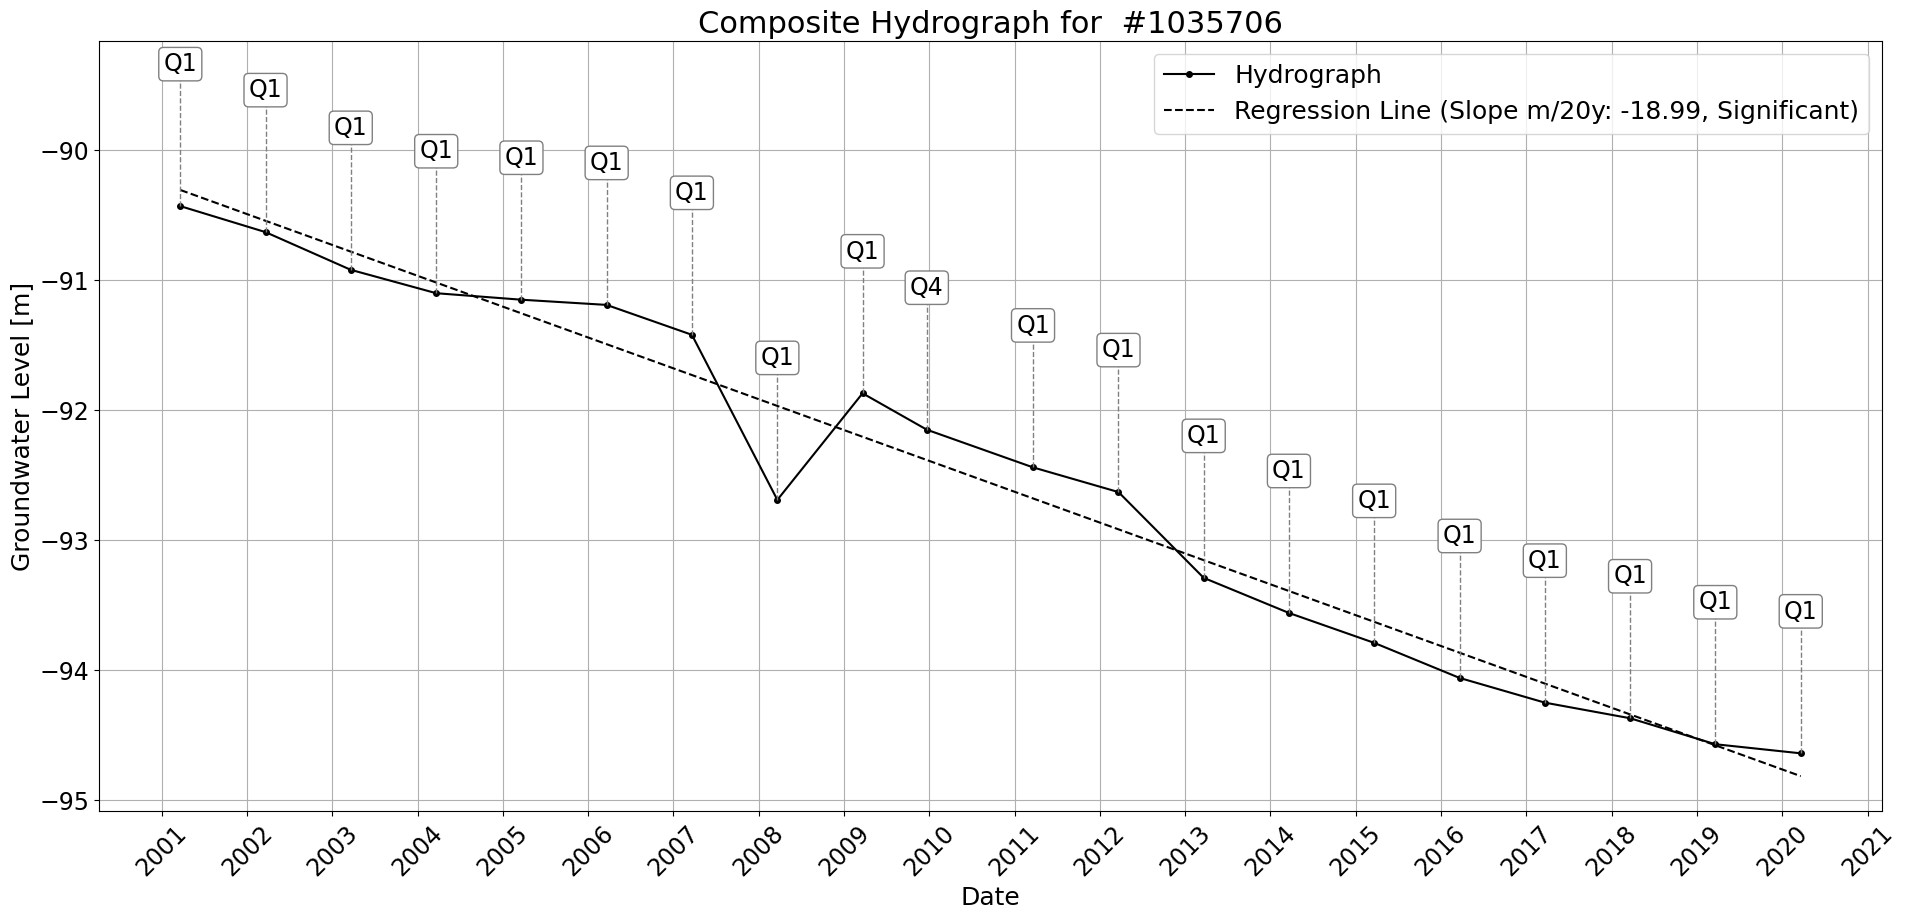 Composite Hydrograph for  #1035706
Hydrograph
Regression Line (Slope m/20y: -18.99, Significant)
Q1
Q1
Q1
Q1
Q1
Q1
Q1
Q1
Q1
Q4
Q1
Q1
Q1
Q1
Q1
Q1
Q1
Q1
Q1
Q1
Groundwater Level [m]
−90
−91
−92
−93
−94
−95
2001
2002
2003
2004
2005
2006
2007
2008
2009
2010
2011
2012
2013
2014
2015
2016
2017
2018
2019
2020
2021
Date